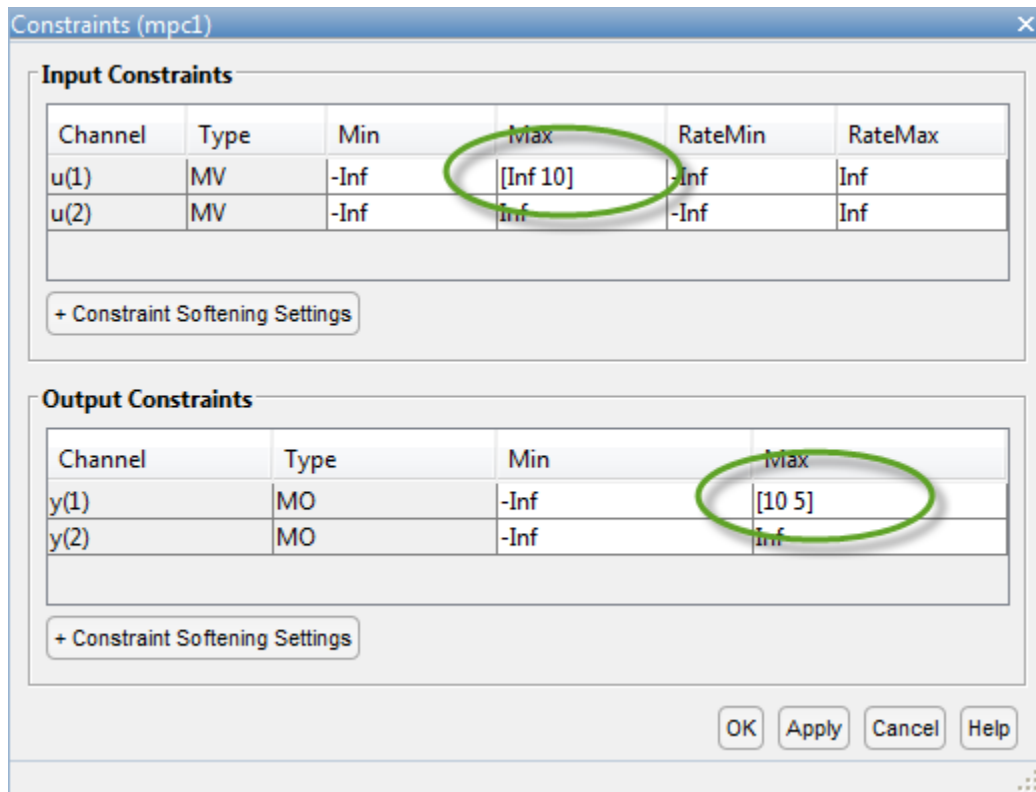 Constraints (mpc1)
Input Constraints
Channel Type Min Max RateMin RateMax
u(1) MV -Inf [Inf 10] -Inf Inf
u(2) MV -Inf Inf -Inf Inf
+ Constraint Softening Settings
Output Constraints
Channel Type Min Max
y(1) MO -Inf [10 5]
y(2) MO -Inf Inf
+ Constraint Softening Settings
OK Apply Cancel Help